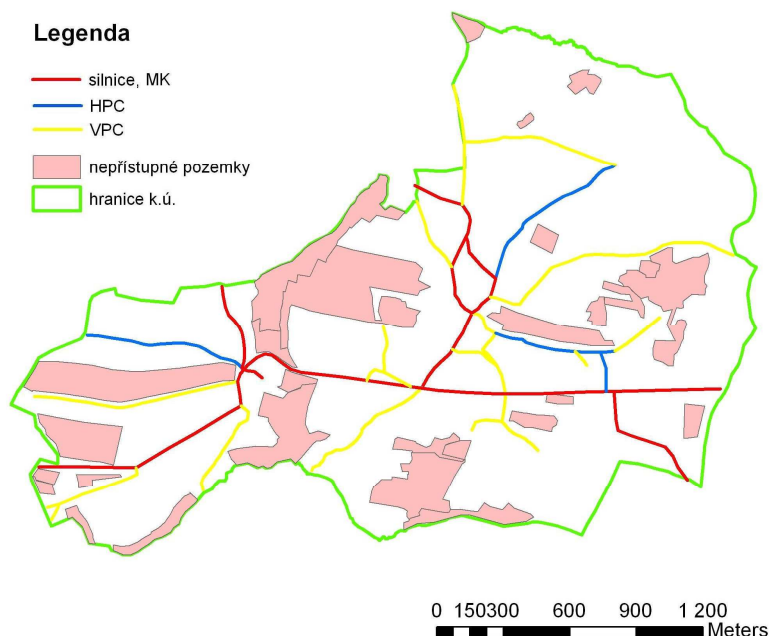 Legenda
silnice, MK
HPC
VPC
nepřístupné pozemky
hranice k.ú.
0 150300 600 900 1 200
Meters